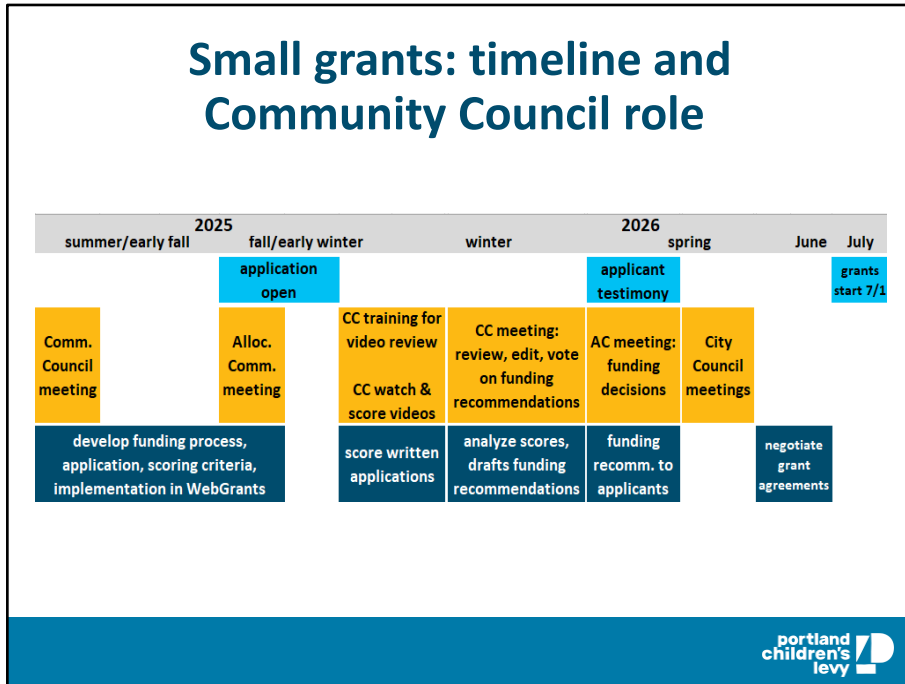 Small grants: timeline and
Community Council role
2025 2026
summer/early fall fall/early winter winter spring June July
application
open
applicant
testimony
grants
start 7/1
Comm.
Council
meeting
Alloc.
Comm.
meeting
CC training for
video review
CC watch &
score videos
CC meeting:
review, edit, vote
on funding
recommendations
AC meeting:
funding
decisions
City
Council
meetings
develop funding process,
application, scoring criteria,
implementation in WebGrants
score written
applications
analyze scores,
drafts funding
recommendations
funding
recomm. to
applicants
negotiate
grant
agreements
portland
children's
levy